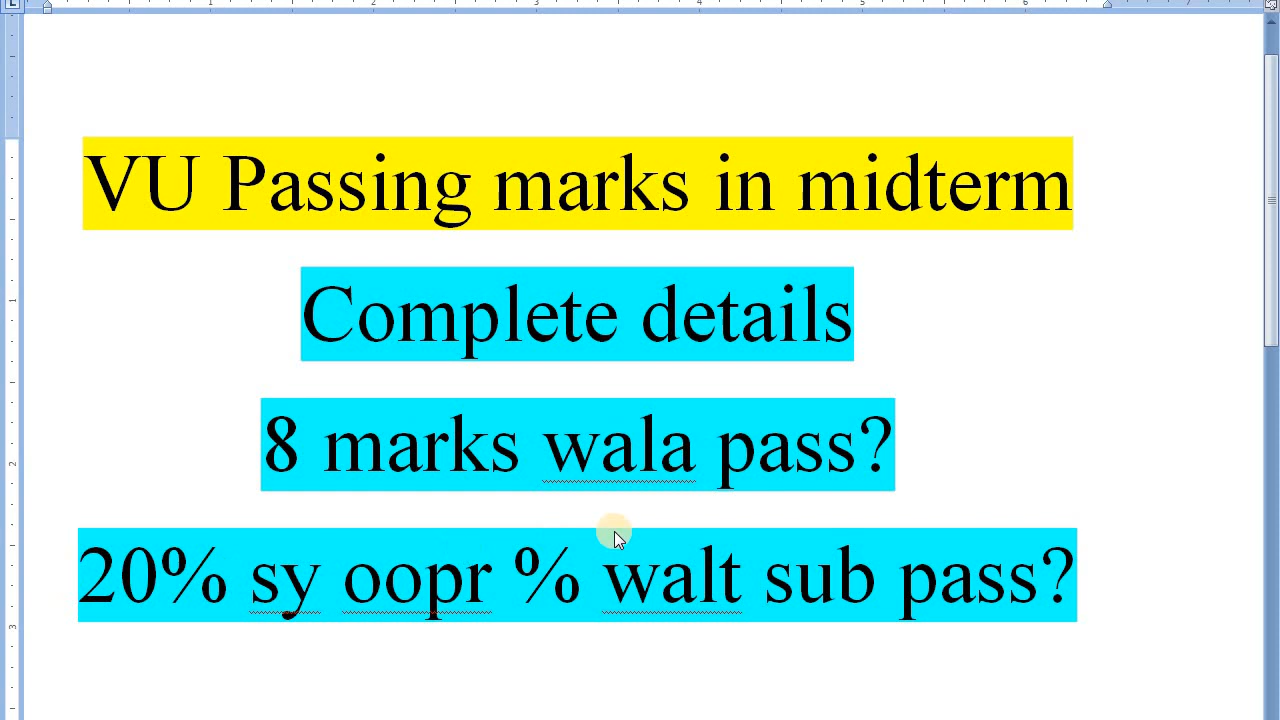 VU Passing marks in midterm
Complete details
8 marks wala pass?
20% sy oopr % walt sub pass?